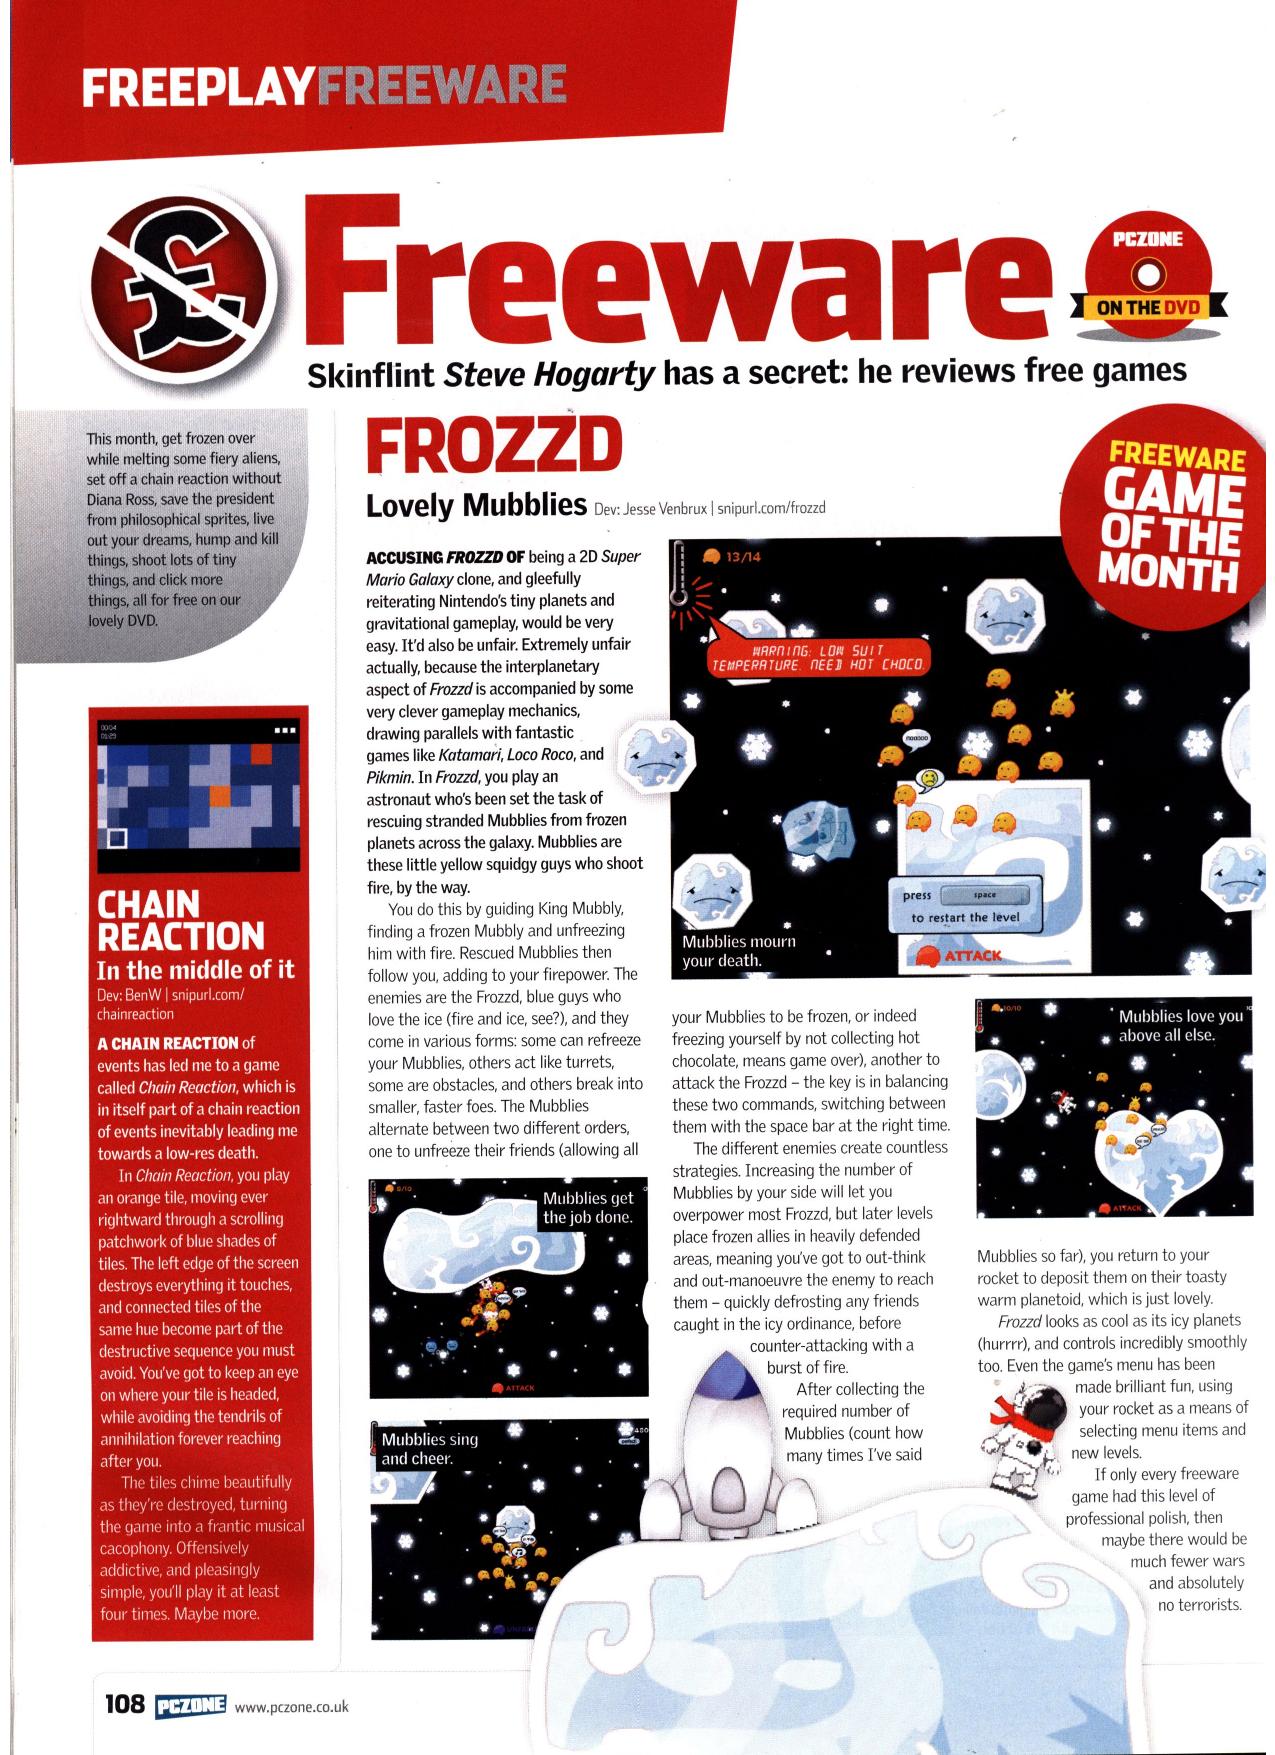 FREEPLAYFREEWARE
£
Freeware
PCZONE
ON THE DVD
Skinflint Steve Hogarty has a secret: he reviews free games
This month, get frozen over
while melting some fiery aliens,
set off a chain reaction without
Diana Ross, save the president
from philosophical sprites, live
out your dreams, hump and kill
things, shoot lots of tiny
things, and click more
things, all for free on our
lovely DVD.
00:04
01:29
CHAIN
REACTION
In the middle of it
Dev: BenW | snipurl.com/
chainreaction
A CHAIN REACTION of
events has led me to a game
called Chain Reaction, which is
in itself part of a chain reaction
of events inevitably leading me
towards a low-res death.
In Chain Reaction, you play
an orange tile, moving ever
rightward through a scrolling
patchwork of blue shades of
tiles. The left edge of the screen
destroys everything it touches,
and connected tiles of the
same hue become part of the
destructive sequence you must
avoid. You've got to keep an eye
on where your tile is headed,
while avoiding the tendrils of
annihilation forever reaching
after you.
The tiles chime beautifully
as they're destroyed, turning
the game into a frantic musical
cacophony. Offensively
addictive, and pleasingly
simple, you'll play it at least
four times. Maybe more.
FROZZD
Lovely Mubblies Dev: Jesse Venbrux | snipurl.com/frozzd
FREEWARE
GAME
OF THE
MONTH
ACCUSING FROZZD OF being a 2D Super
Mario Galaxy clone, and gleefully
reiterating Nintendo's tiny planets and
gravitational gameplay, would be very
easy. It'd also be unfair. Extremely unfair
actually, because the interplanetary
aspect of Frozzd is accompanied by some
very clever gameplay mechanics,
drawing parallels with fantastic
games like Katamari, Loco Roco, and
Pikmin. In Frozzd, you play an
astronaut who's been set the task of
rescuing stranded Mubblies from frozen
planets across the galaxy. Mubblies are
these little yellow squidgy guys who shoot
fire, by the way.
You do this by guiding King Mubbly,
finding a frozen Mubbly and unfreezing
him with fire. Rescued Mubblies then
follow you, adding to your firepower. The
enemies are the Frozzd, blue guys who
love the ice (fire and ice, see?), and they
come in various forms: some can refreeze
your Mubblies, others act like turrets,
some are obstacles, and others break into
smaller, faster foes. The Mubblies
alternate between two different orders,
one to unfreeze their friends (allowing all
13/14
WARNING: LOW SUIT
TEMPERATURE. NEED HOT CHOCO.
noooo
press space
to restart the level
ATTACK
Mubblies mourn
your death.
8/10
Mubblies get
the job done.
ATTACK
Mubblies sing
and cheer.
your Mubblies to be frozen, or indeed
freezing yourself by not collecting hot
chocolate, means game over), another to
attack the Frozzd – the key is in balancing
these two commands, switching between
them with the space bar at the right time.
The different enemies create countless
strategies. Increasing the number of
Mubblies by your side will let you
overpower most Frozzd, but later levels
place frozen allies in heavily defended
areas, meaning you've got to out-think
and out-manoeuvre the enemy to reach
them – quickly defrosting any friends
caught in the icy ordinance, before
counter-attacking with a
burst of fire.
After collecting the
required number of
Mubblies (count how
many times I've said
10/10
Mubblies love you
above all else.
ATTACK
Mubblies so far), you return to your
rocket to deposit them on their toasty
warm planetoid, which is just lovely.
Frozzd looks as cool as its icy planets
(hurrrr), and controls incredibly smoothly
too. Even the game's menu has been
made brilliant fun, using
your rocket as a means of
selecting menu items and
new levels.
If only every freeware
game had this level of
professional polish, then
maybe there would be
much fewer wars
and absolutely
no terrorists.
108 PCZONE www.pczone.co.uk